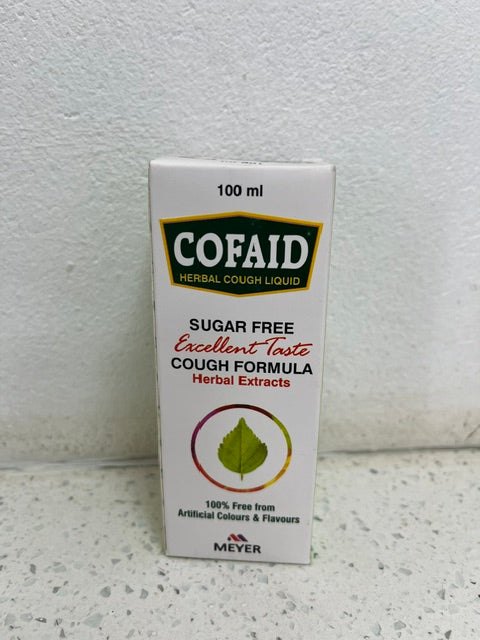 100 ml
COFAID
HERBAL COUGH LIQUID
SUGAR FREE
Excellent Taste
COUGH FORMULA
Herbal Extracts
100% Free from
Artificial Colours & Flavours
MEYER